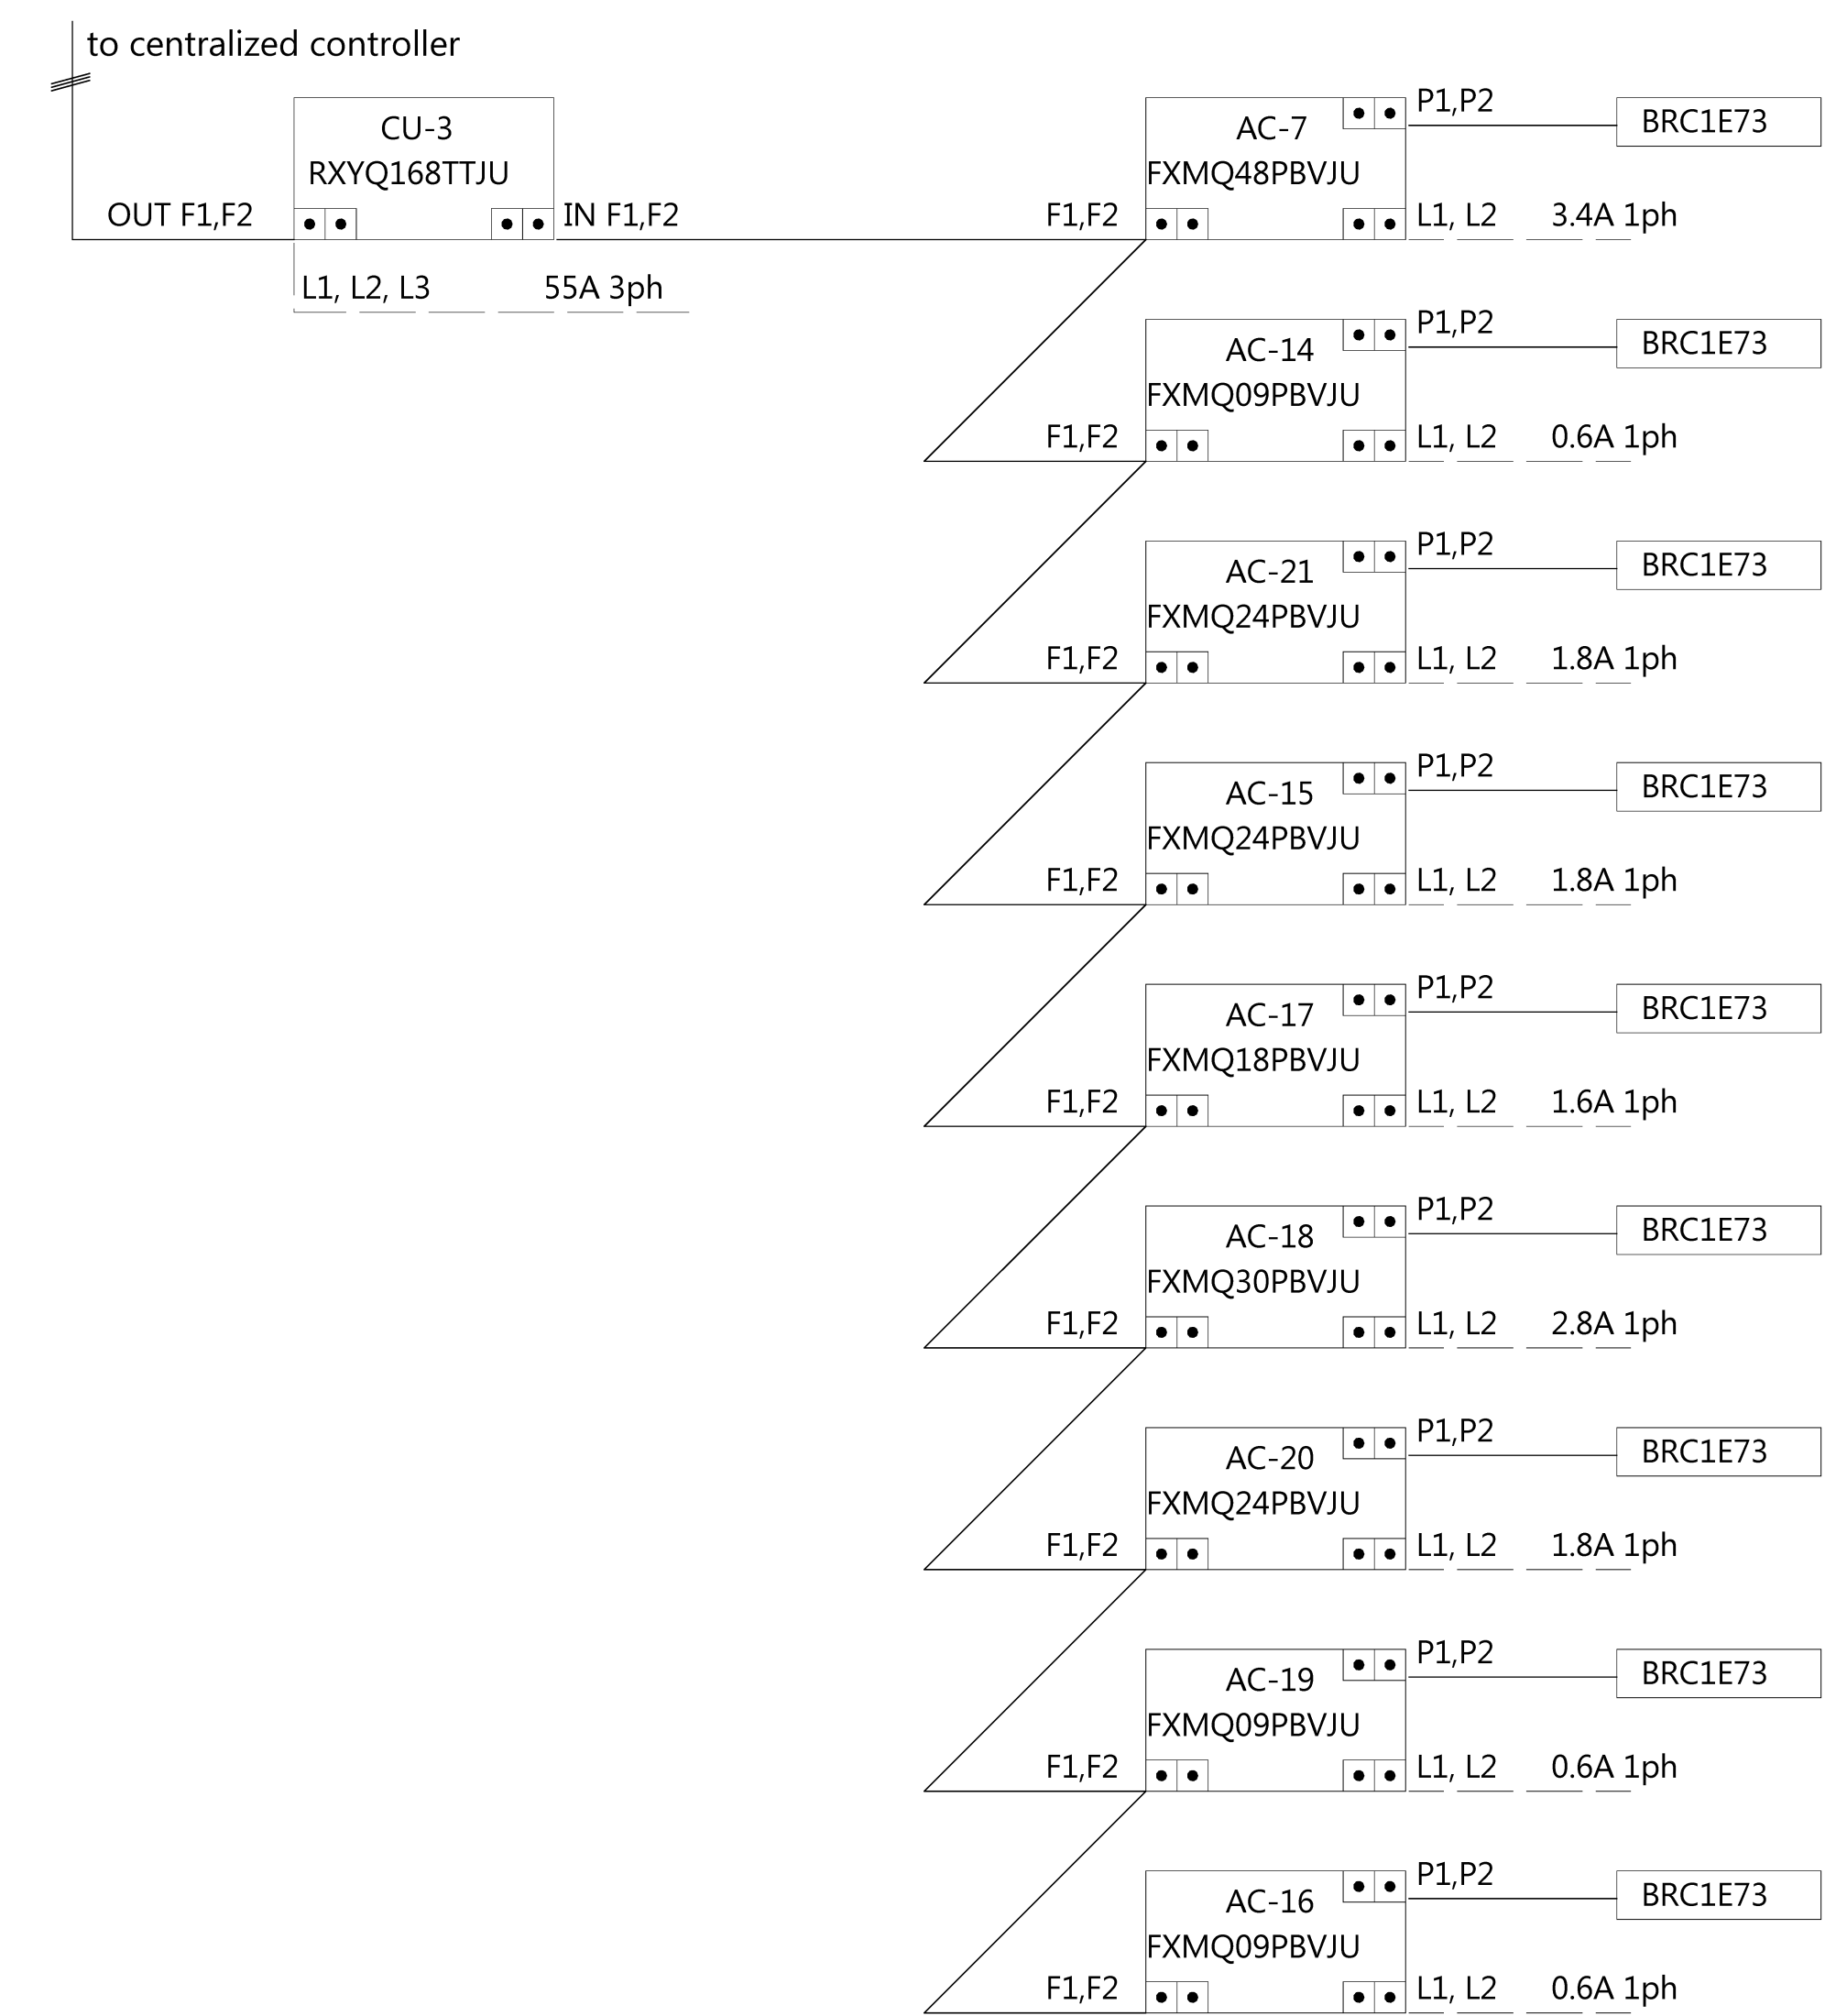 to centralized controller
CU-3
RXYQ168TTJU
OUT F1,F2
IN F1,F2
L1, L2, L3 55A 3ph
AC-7
FXMQ48PBVJU
P1,P2
BRC1E73
F1,F2
L1, L2 3.4A 1ph
AC-14
FXMQ09PBVJU
P1,P2
BRC1E73
F1,F2
L1, L2 0.6A 1ph
AC-21
FXMQ24PBVJU
P1,P2
BRC1E73
F1,F2
L1, L2 1.8A 1ph
AC-15
FXMQ24PBVJU
P1,P2
BRC1E73
F1,F2
L1, L2 1.8A 1ph
AC-17
FXMQ18PBVJU
P1,P2
BRC1E73
F1,F2
L1, L2 1.6A 1ph
AC-18
FXMQ30PBVJU
P1,P2
BRC1E73
F1,F2
L1, L2 2.8A 1ph
AC-20
FXMQ24PBVJU
P1,P2
BRC1E73
F1,F2
L1, L2 1.8A 1ph
AC-19
FXMQ09PBVJU
P1,P2
BRC1E73
F1,F2
L1, L2 0.6A 1ph
AC-16
FXMQ09PBVJU
P1,P2
BRC1E73
F1,F2
L1, L2 0.6A 1ph